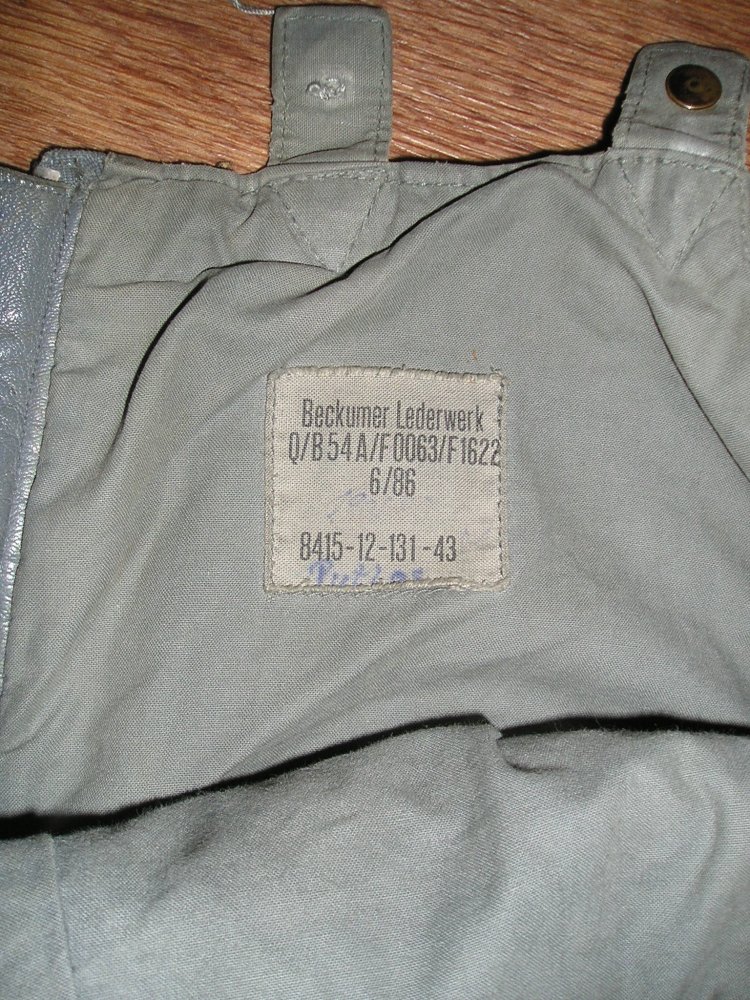 Beckumer Lederwerk
Q/B54A/F0063/F1622
6/86
8415-12-131-43